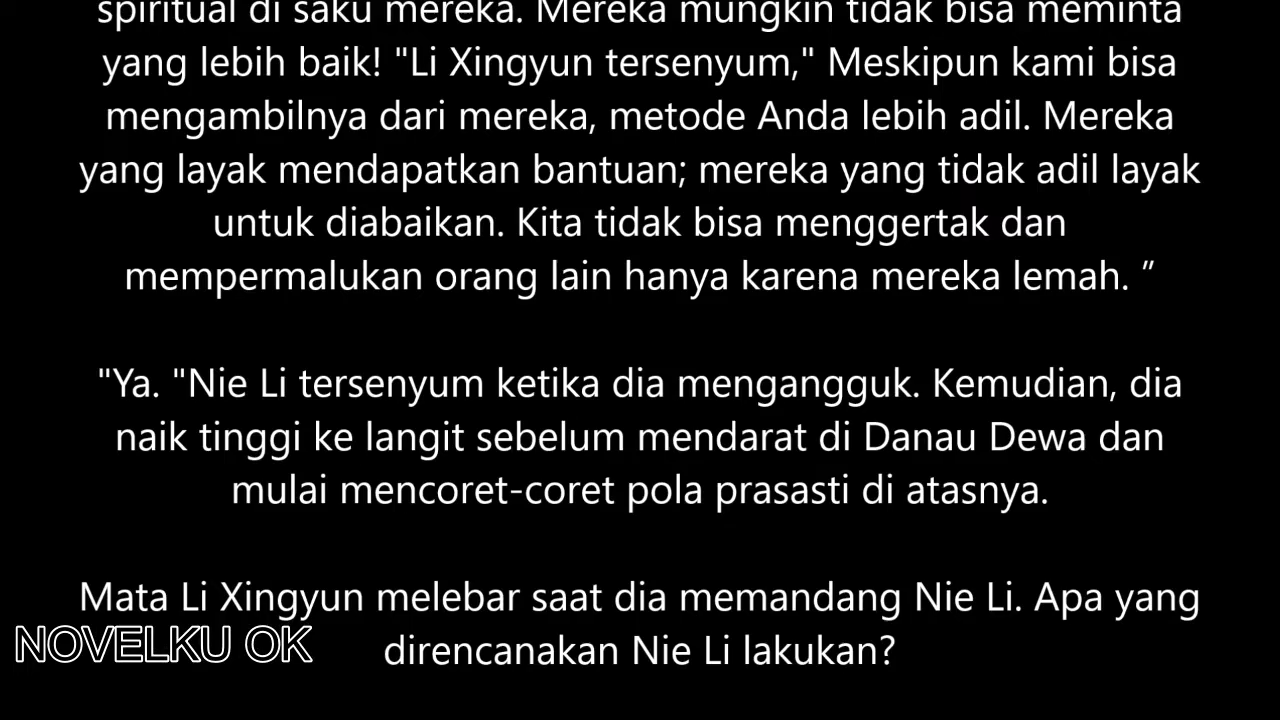 spiritual di saku mereka. Mereka mungkin tidak bisa meminta
yang lebih baik! "Li Xingyun tersenyum," Meskipun kami bisa
mengambilnya dari mereka, metode Anda lebih adil. Mereka
yang layak mendapatkan bantuan; mereka yang tidak adil layak
untuk diabaikan. Kita tidak bisa menggertak dan
mempermalukan orang lain hanya karena mereka lemah. ”
"Ya. "Nie Li tersenyum ketika dia mengangguk. Kemudian, dia
naik tinggi ke langit sebelum mendarat di Danau Dewa dan
mulai mencoret-coret pola prasasti di atasnya.
Mata Li Xingyun melebar saat dia memandang Nie Li. Apa yang
direncanakan Nie Li lakukan?
NOVELKU OK